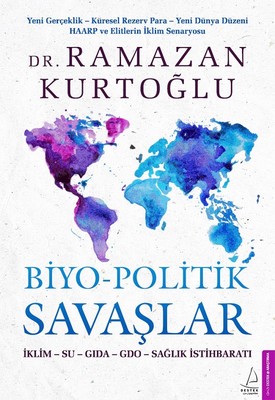 Yeni Gerçeklik – Küresel Rezerv Para – Yeni Dünya Düzeni
HAARP ve Elitlerin İklim Senaryosu
DR. RAMAZAN
KURTOĞLU
BİYO-POLİTİK
SAVAŞLAR
İKLİM – SU – GIDA – GDO – SAĞLIK İSTİHBARATI
DESTEK